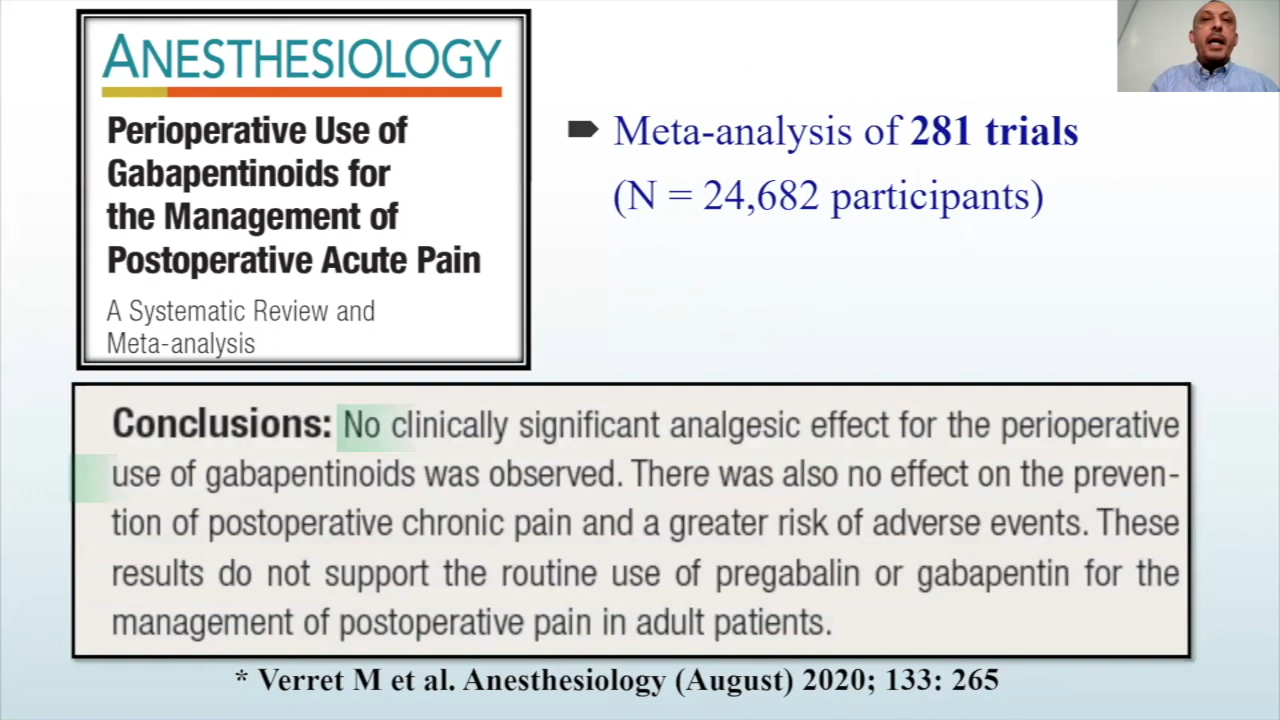 ANESTHESIOLOGY
Perioperative Use of
Gabapentinoids for
the Management of
Postoperative Acute Pain
A Systematic Review and
Meta-analysis
Meta-analysis of 281 trials
(N = 24,682 participants)
Conclusions: No clinically significant analgesic effect for the perioperative
use of gabapentinoids was observed. There was also no effect on the preven-
tion of postoperative chronic pain and a greater risk of adverse events. These
results do not support the routine use of pregabalin or gabapentin for the
management of postoperative pain in adult patients.
* Verret M et al. Anesthesiology (August) 2020; 133: 265